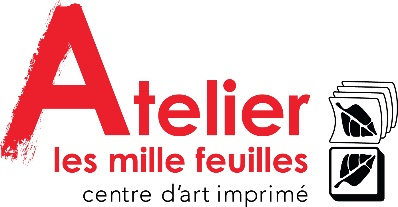 Atelier
les mille feuilles
centre d'art imprimé